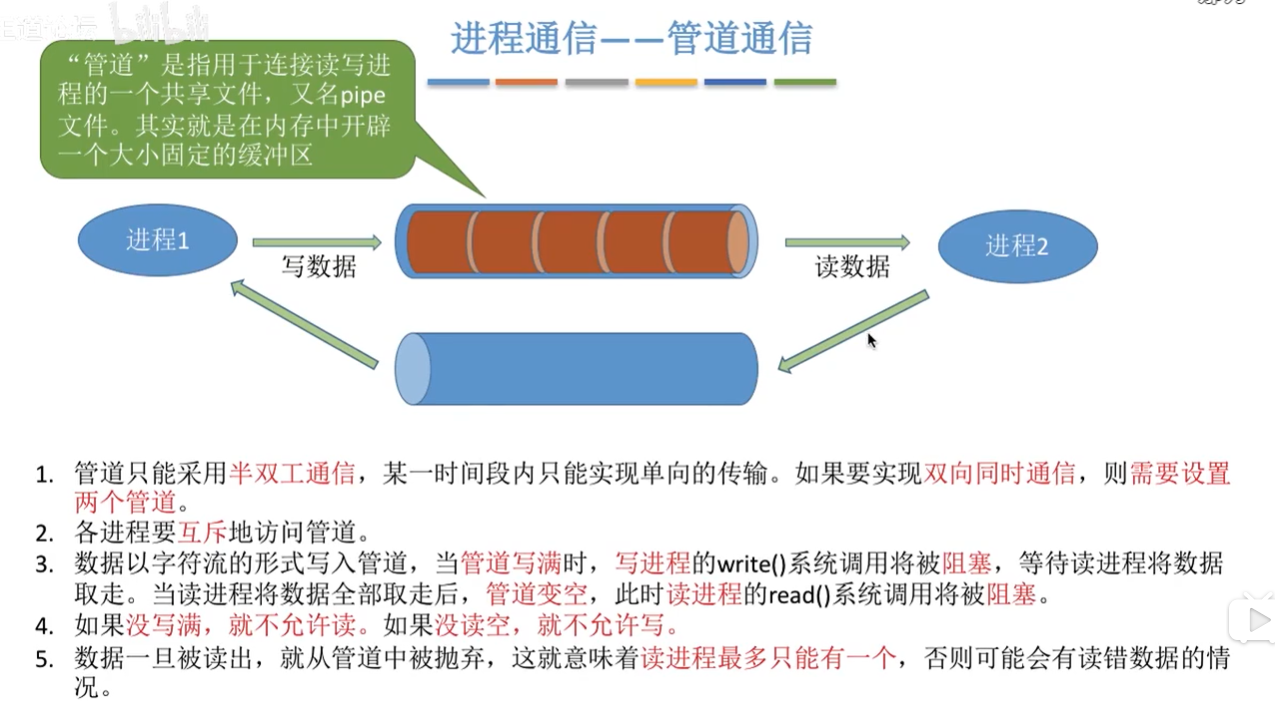 bilibili
进程通信——管道通信
“管道”是指用于连接读写进
程的一个共享文件，又名pipe
文件。其实就是在内存中开辟
一个大小固定的缓冲区
进程1
写数据
读数据
进程2
1. 管道只能采用半双工通信，某一时间段内只能实现单向的传输。如果要实现双向同时通信，则需要设置
两个管道。
2. 各进程要互斥地访问管道。
3. 数据以字符流的形式写入管道，当管道写满时，写进程的write()系统调用将被阻塞，等待读进程将数据
取走。当读进程将数据全部取走后，管道变空，此时读进程的read()系统调用将被阻塞。
4. 如果没写满，就不允许读。如果没读空，就不允许写。
5. 数据一旦被读出，就从管道中被抛弃，这就意味着读进程最多只能有一个，否则可能会有读错数据的情
况。